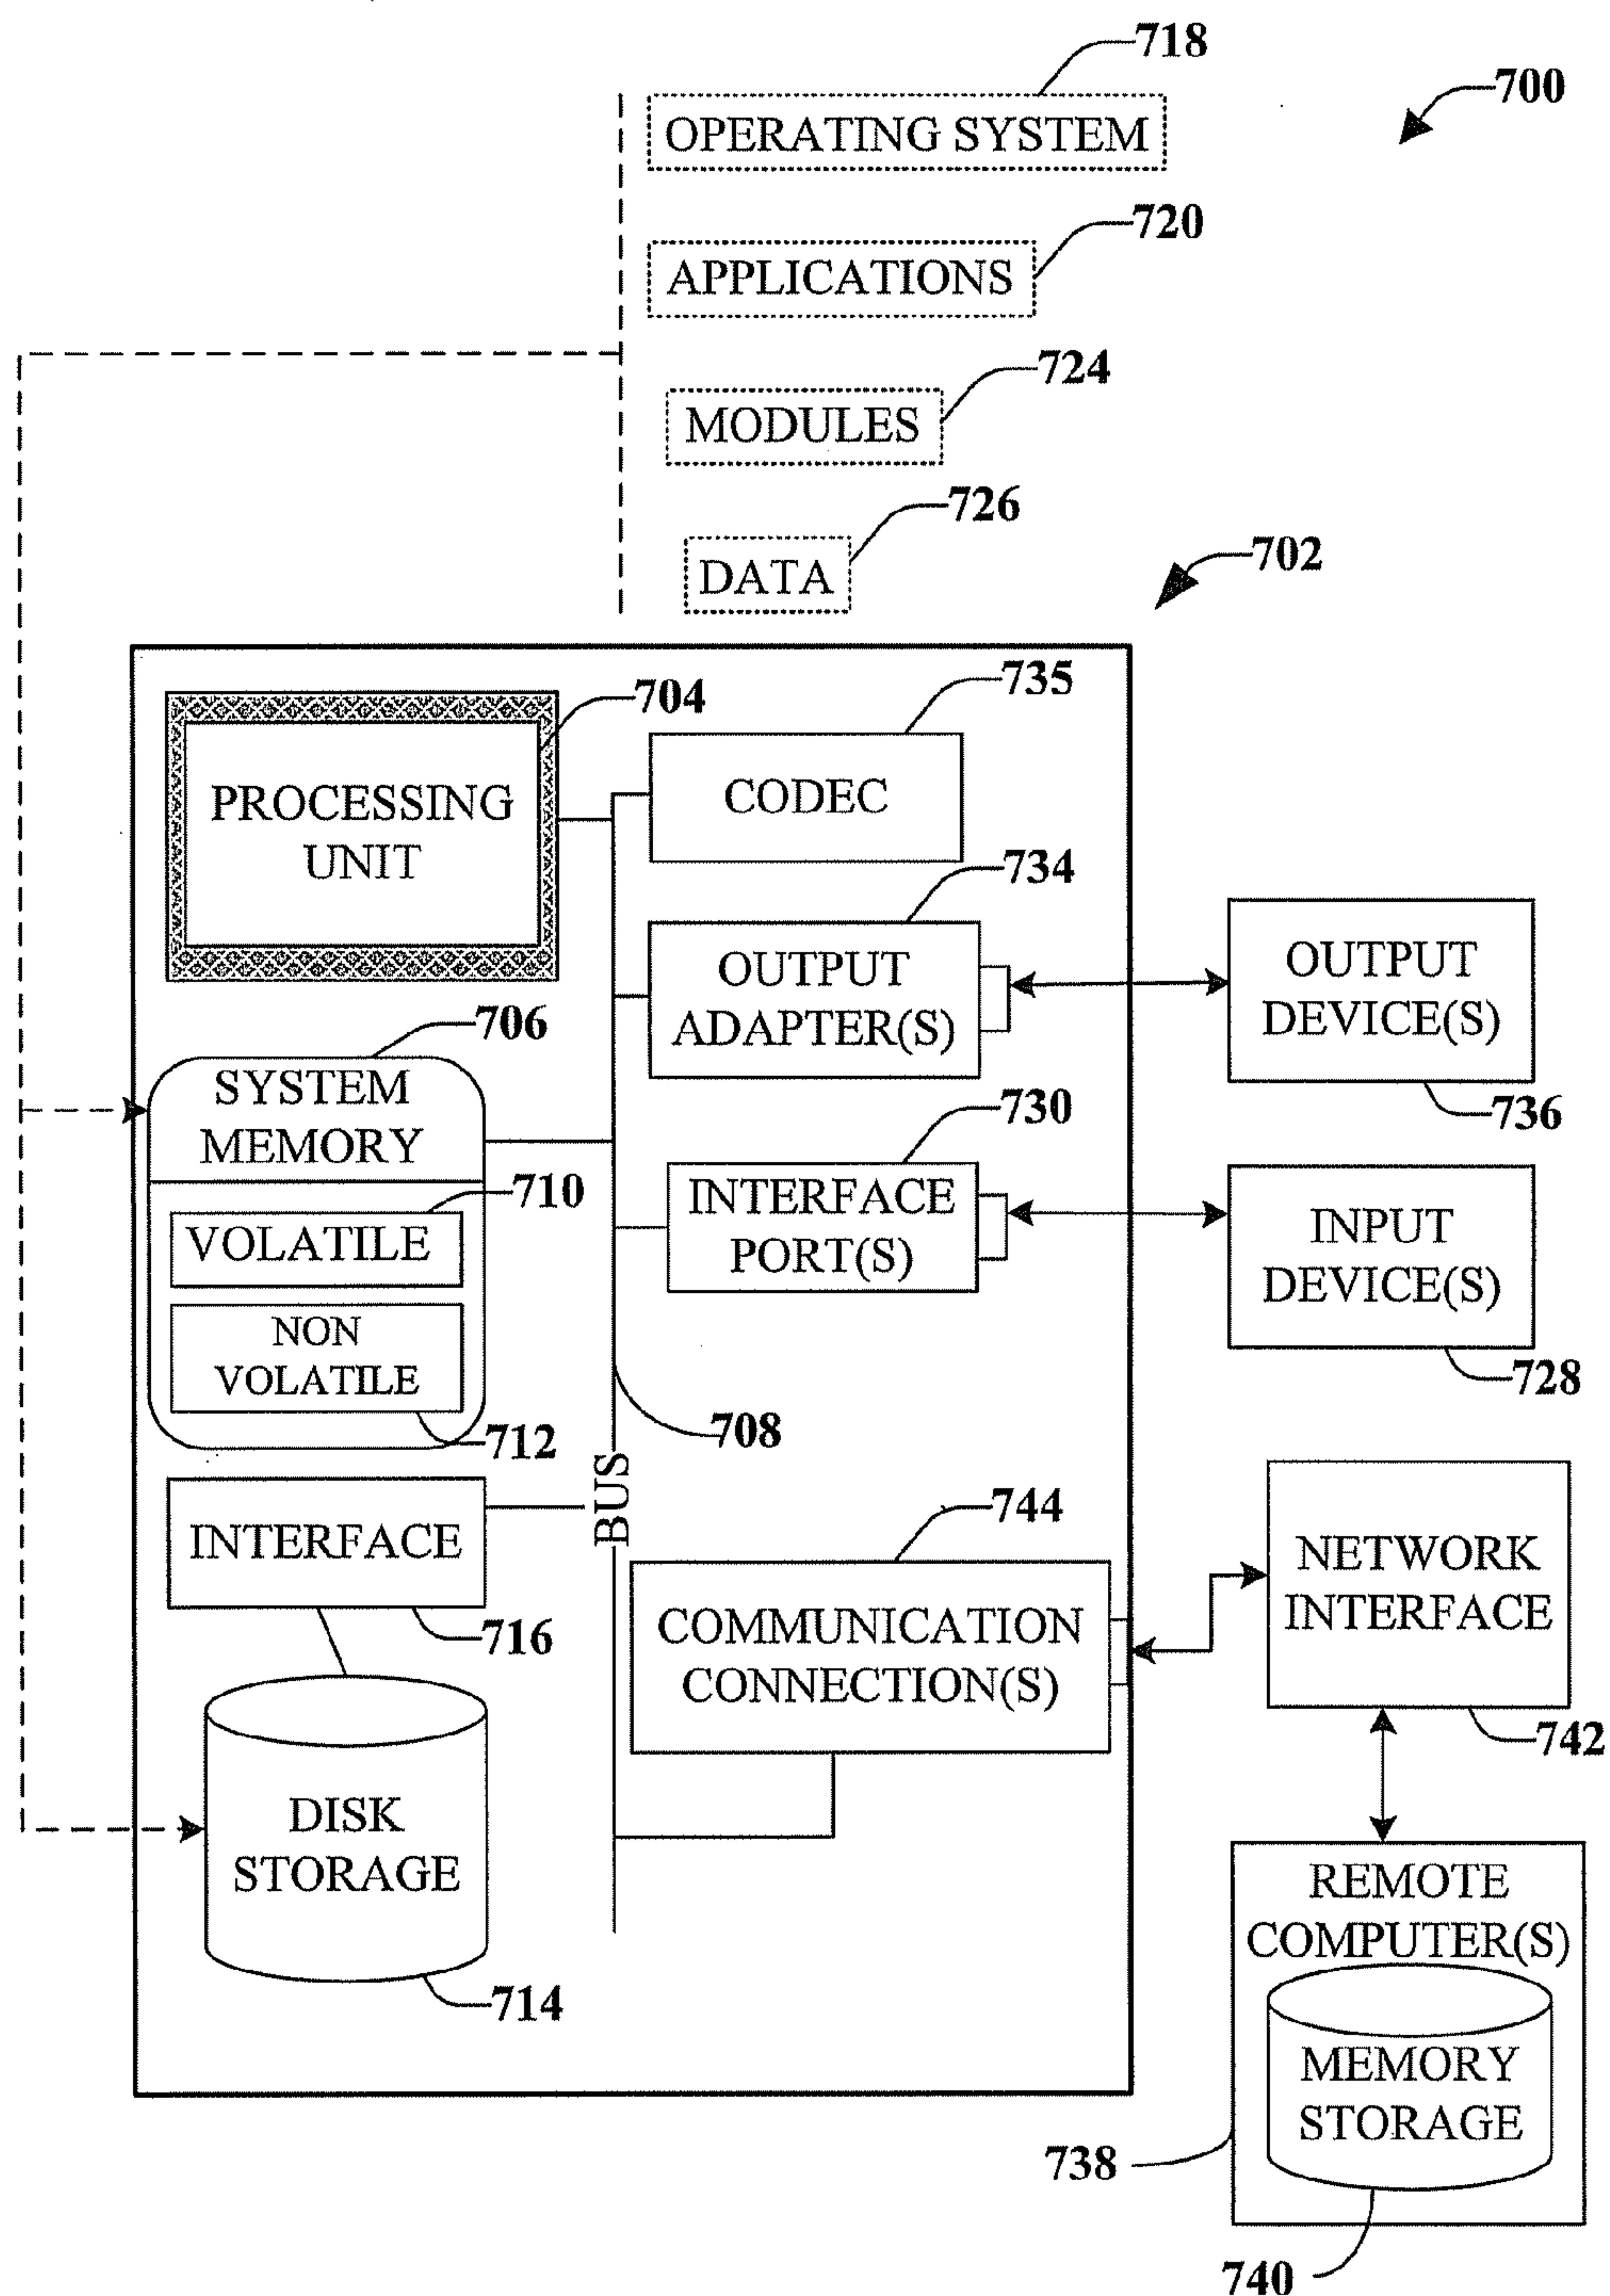 718
700
OPERATING SYSTEM
720
APPLICATIONS
724
MODULES
726
DATA
702
704
PROCESSING
UNIT
735
CODEC
734
OUTPUT
ADAPTER(S)
OUTPUT
DEVICE(S)
736
706
SYSTEM
MEMORY
710
VOLATILE
NON
VOLATILE
712
730
INTERFACE
PORT(S)
INPUT
DEVICE(S)
728
708
BUS
INTERFACE
716
744
COMMUNICATION
CONNECTION(S)
NETWORK
INTERFACE
742
DISK
STORAGE
714
REMOTE
COMPUTER(S)
MEMORY
STORAGE
738
740